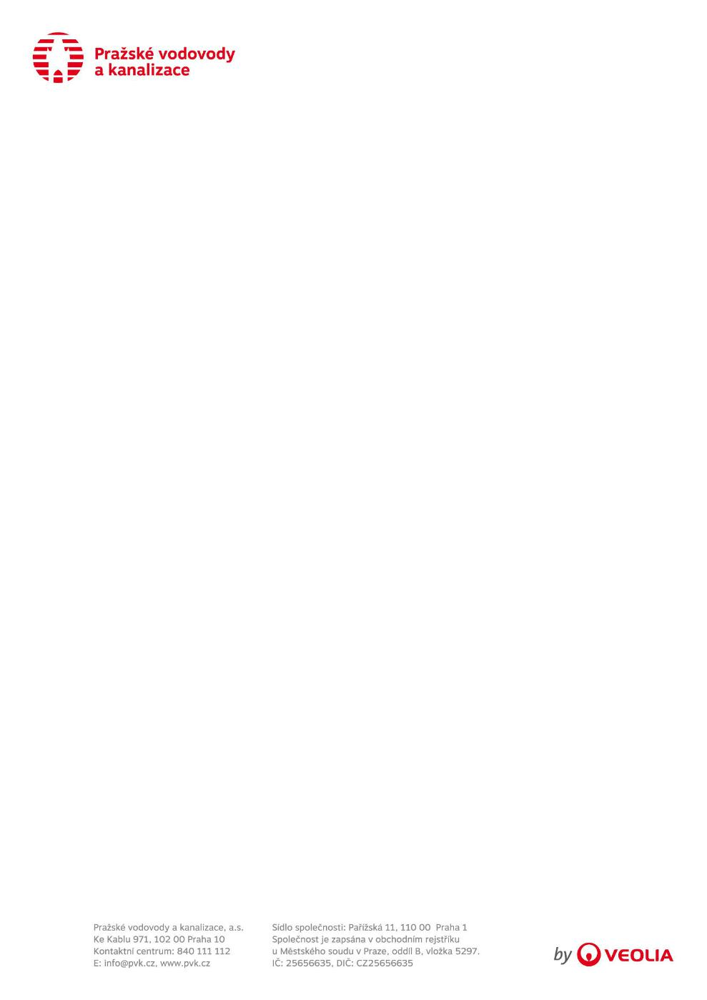 Pražské vodovody
a kanalizace
Pražské vodovody a kanalizace, a.s.
Ke Kablu 971, 102 00 Praha 10
Kontaktní centrum: 840 111 112
E: info@pvk.cz, www.pvk.cz
Sídlo společnosti: Pařížská 11, 110 00 Praha 1
Společnost je zapsána v obchodním rejstříku
u Městského soudu v Praze, oddíl B, vložka 5297.
IČ: 25656635, DIČ: CZ25656635
by VEOLIA